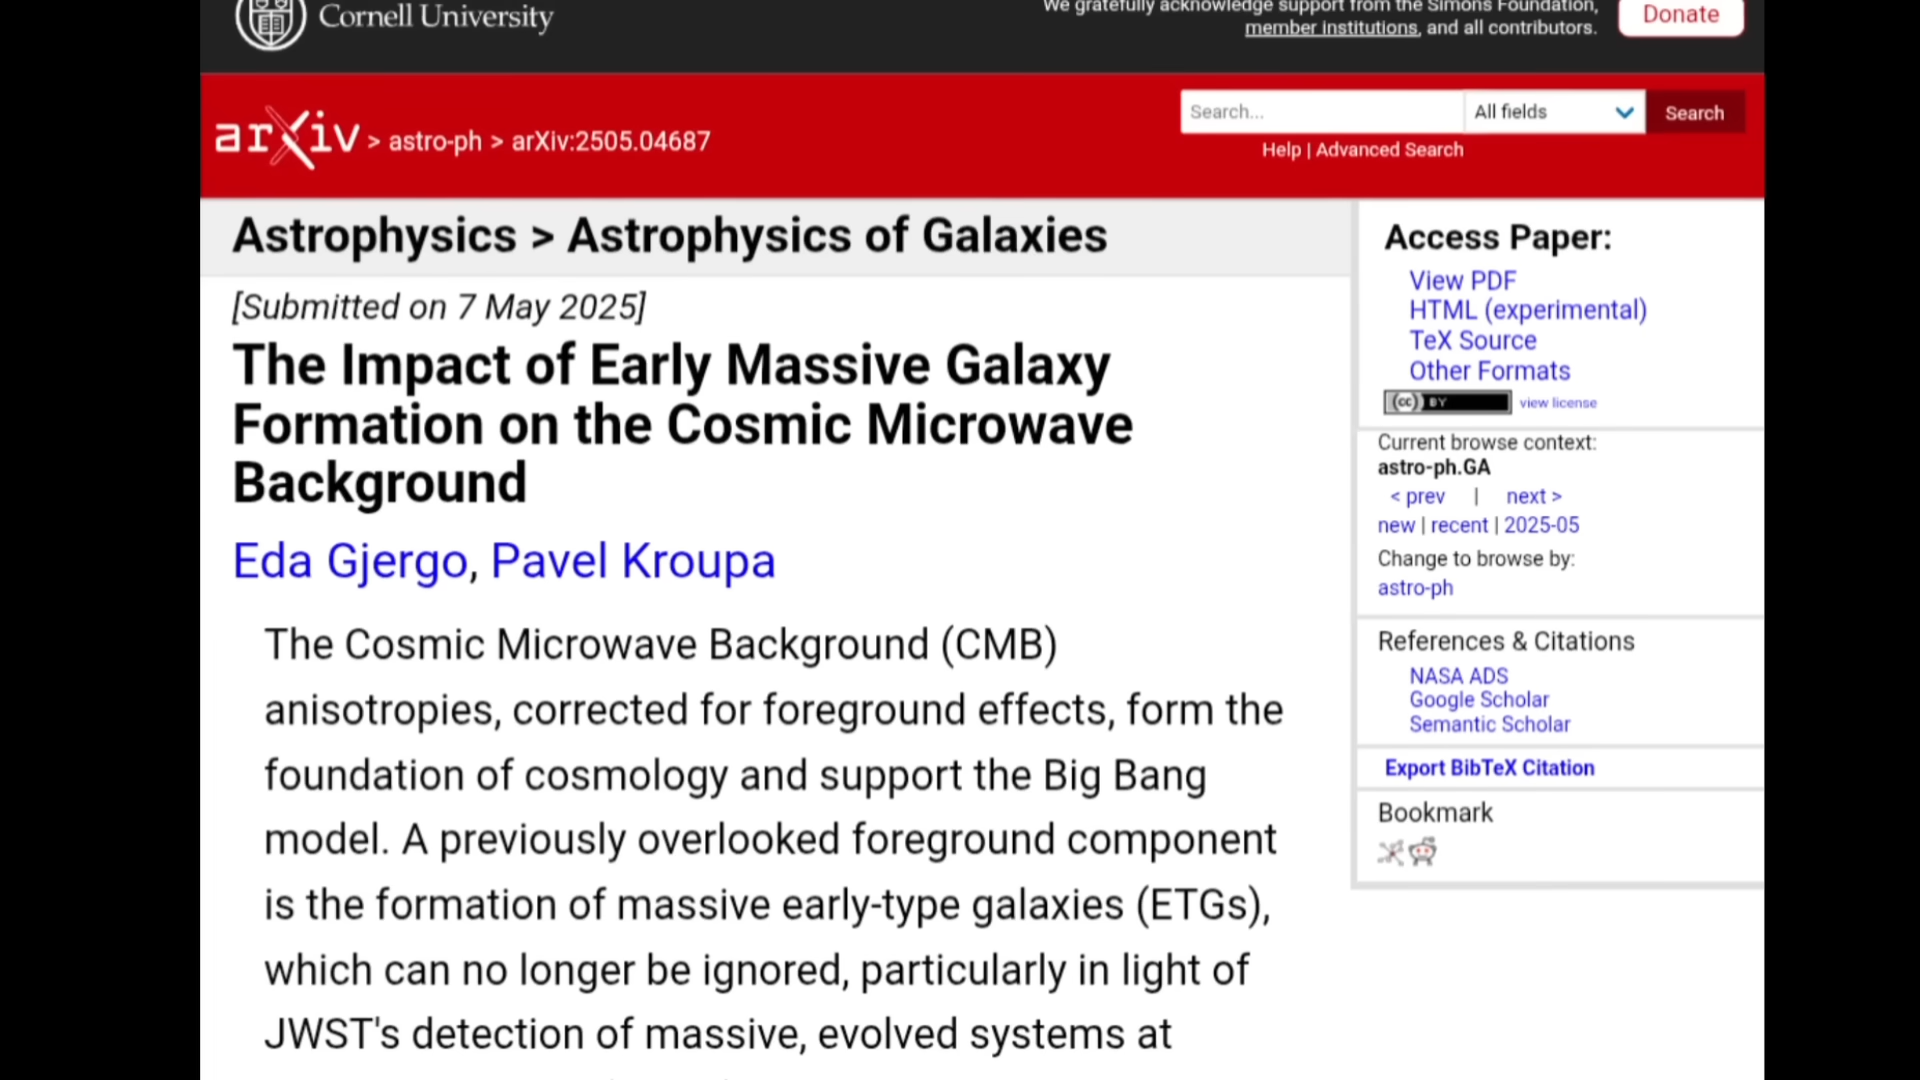 Cornell University
We gratefully acknowledge support from the Simons Foundation,
member institutions, and all contributors.
Donate
arXiv > astro-ph > arXiv:2505.04687
Search...
All fields
Search
Help | Advanced Search
Astrophysics > Astrophysics of Galaxies
[Submitted on 7 May 2025]
The Impact of Early Massive Galaxy
Formation on the Cosmic Microwave
Background
Eda Gjergo, Pavel Kroupa
The Cosmic Microwave Background (CMB)
anisotropies, corrected for foreground effects, form the
foundation of cosmology and support the Big Bang
model. A previously overlooked foreground component
is the formation of massive early-type galaxies (ETGs),
which can no longer be ignored, particularly in light of
JWST's detection of massive, evolved systems at
Access Paper:
View PDF
HTML (experimental)
TeX Source
Other Formats
(cc) BY
view license
Current browse context:
astro-ph.GA
< prev | next >
new | recent | 2025-05
Change to browse by:
astro-ph
References & Citations
NASA ADS
Google Scholar
Semantic Scholar
Export BibTeX Citation
Bookmark